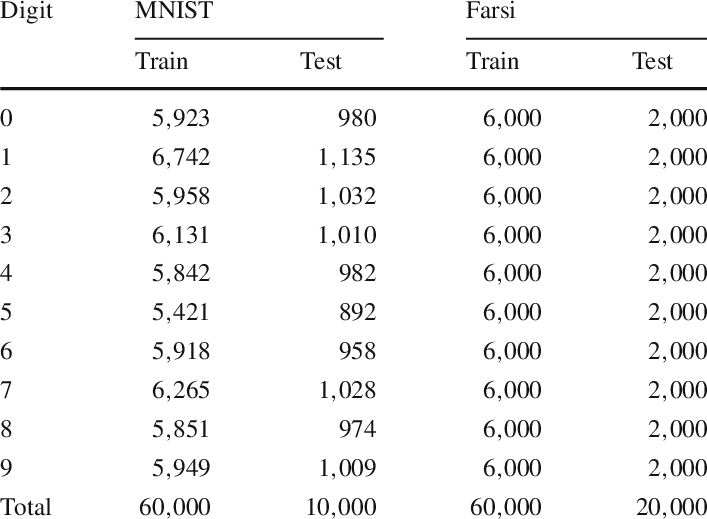 Digit MNIST Farsi
Train Test Train Test
0 5,923 980 6,000 2,000
1 6,742 1,135 6,000 2,000
2 5,958 1,032 6,000 2,000
3 6,131 1,010 6,000 2,000
4 5,842 982 6,000 2,000
5 5,421 892 6,000 2,000
6 5,918 958 6,000 2,000
7 6,265 1,028 6,000 2,000
8 5,851 974 6,000 2,000
9 5,949 1,009 6,000 2,000
Total 60,000 10,000 60,000 20,000